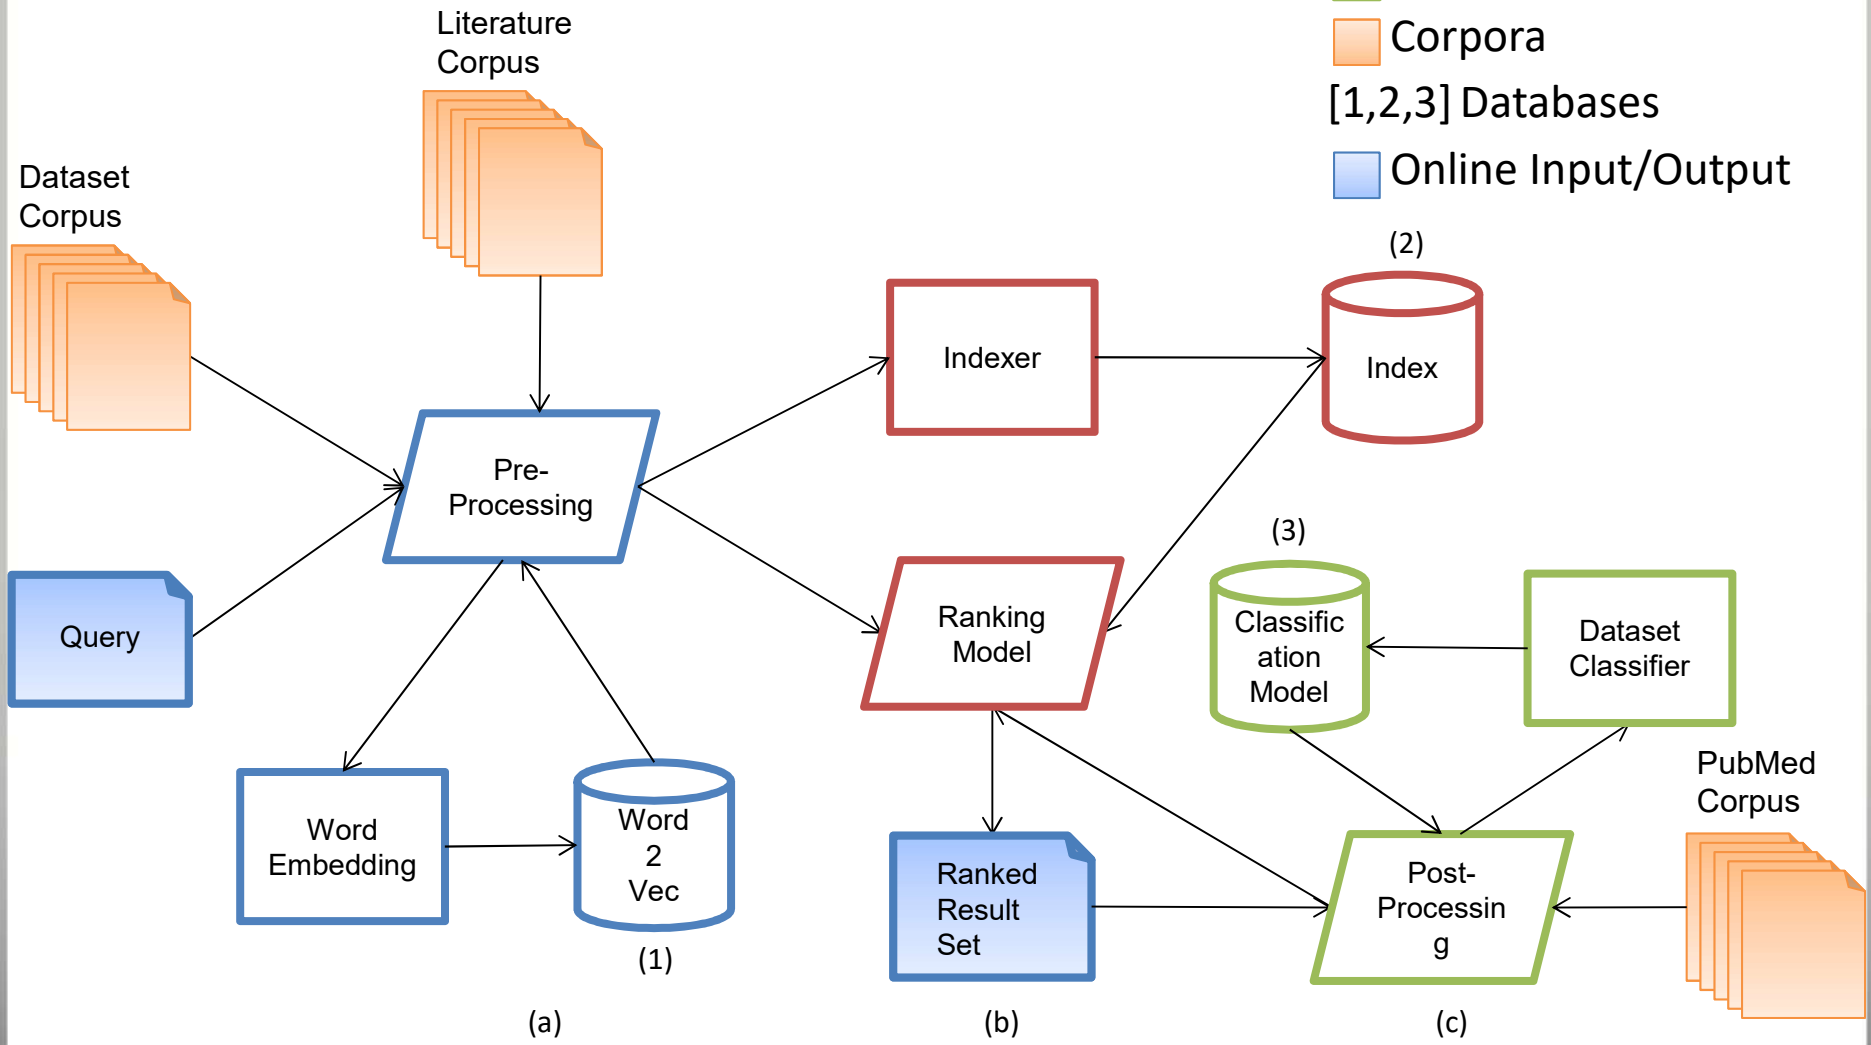 Literature
Corpus
Corpora
[1,2,3] Databases
Online Input/Output
Dataset
Corpus
(2)
Indexer
Index
Pre-
Processing
(3)
Query
Ranking
Model
Classific
ation
Model
Dataset
Classifier
PubMed
Corpus
Word
Embedding
Word
2
Vec
(1)
Ranked
Result
Set
Post-
Processin
g
(a)
(b)
(c)